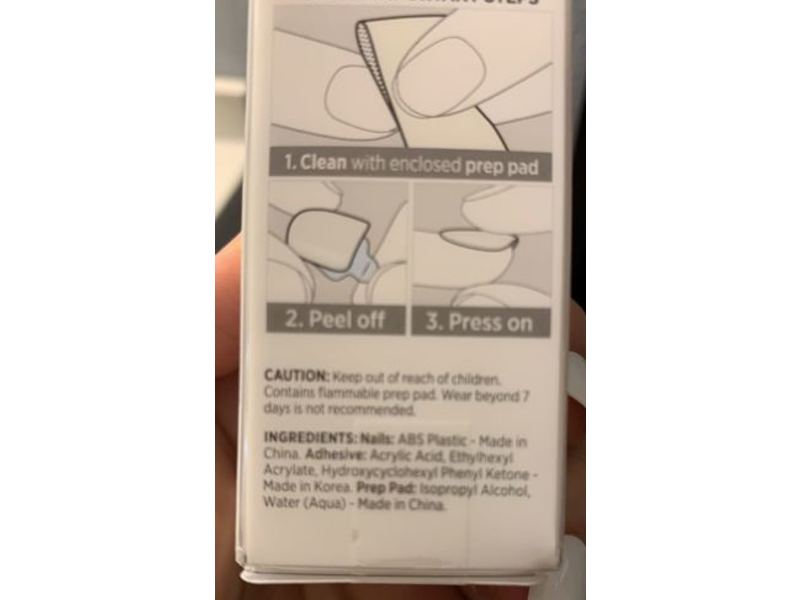 STEPS
1. Clean with enclosed prep pad
2. Peel off
3. Press on
CAUTION: Keep out of reach of children.
Contains flammable prep pad. Wear beyond 7
days is not recommended.
INGREDIENTS: Nails: ABS Plastic - Made in
China. Adhesive: Acrylic Acid, Ethylhexyl
Acrylate, Hydroxycyclohexyl Phenyl Ketone -
Made in Korea. Prep Pad: Isopropyl Alcohol,
Water (Aqua) - Made in China.